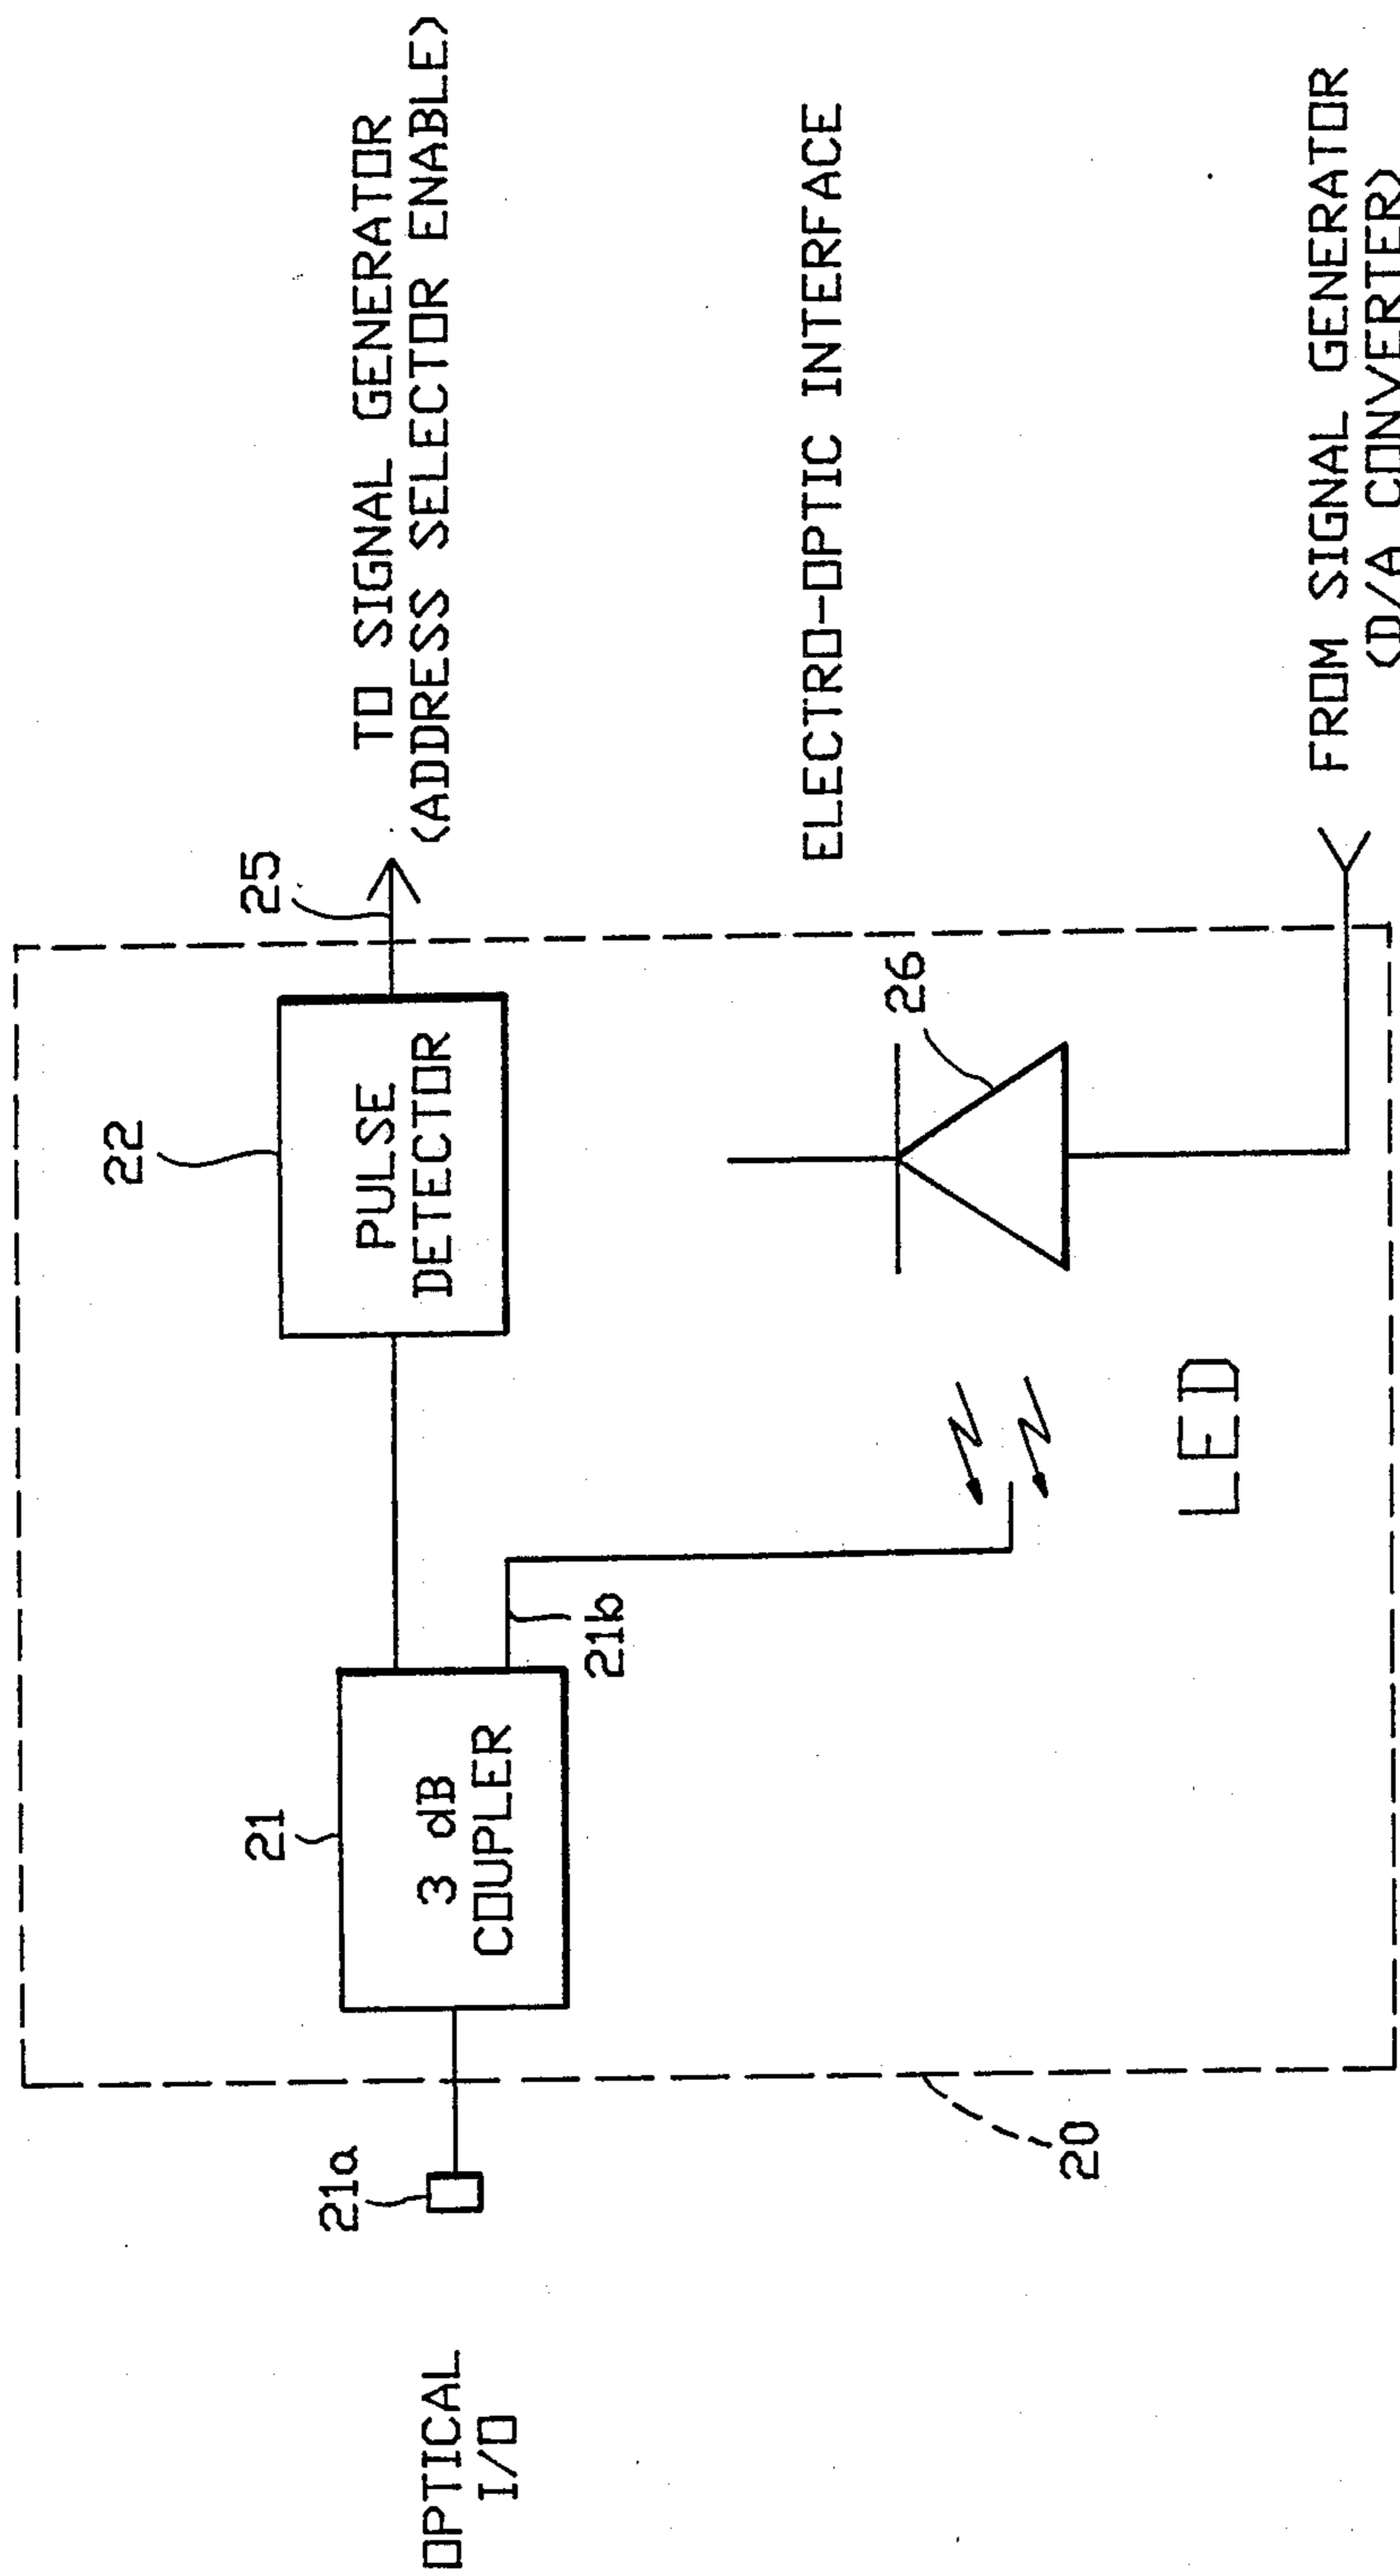 OPTICAL
I/O
21a
21
3 dB
COUPLER
21b
22
PULSE
DETECTOR
25
TO SIGNAL GENERATOR
(ADDRESS SELECTOR ENABLE)
ELECTRO-OPTIC INTERFACE
26
LED
20
FROM SIGNAL GENERATOR
(D/A CONVERTER)